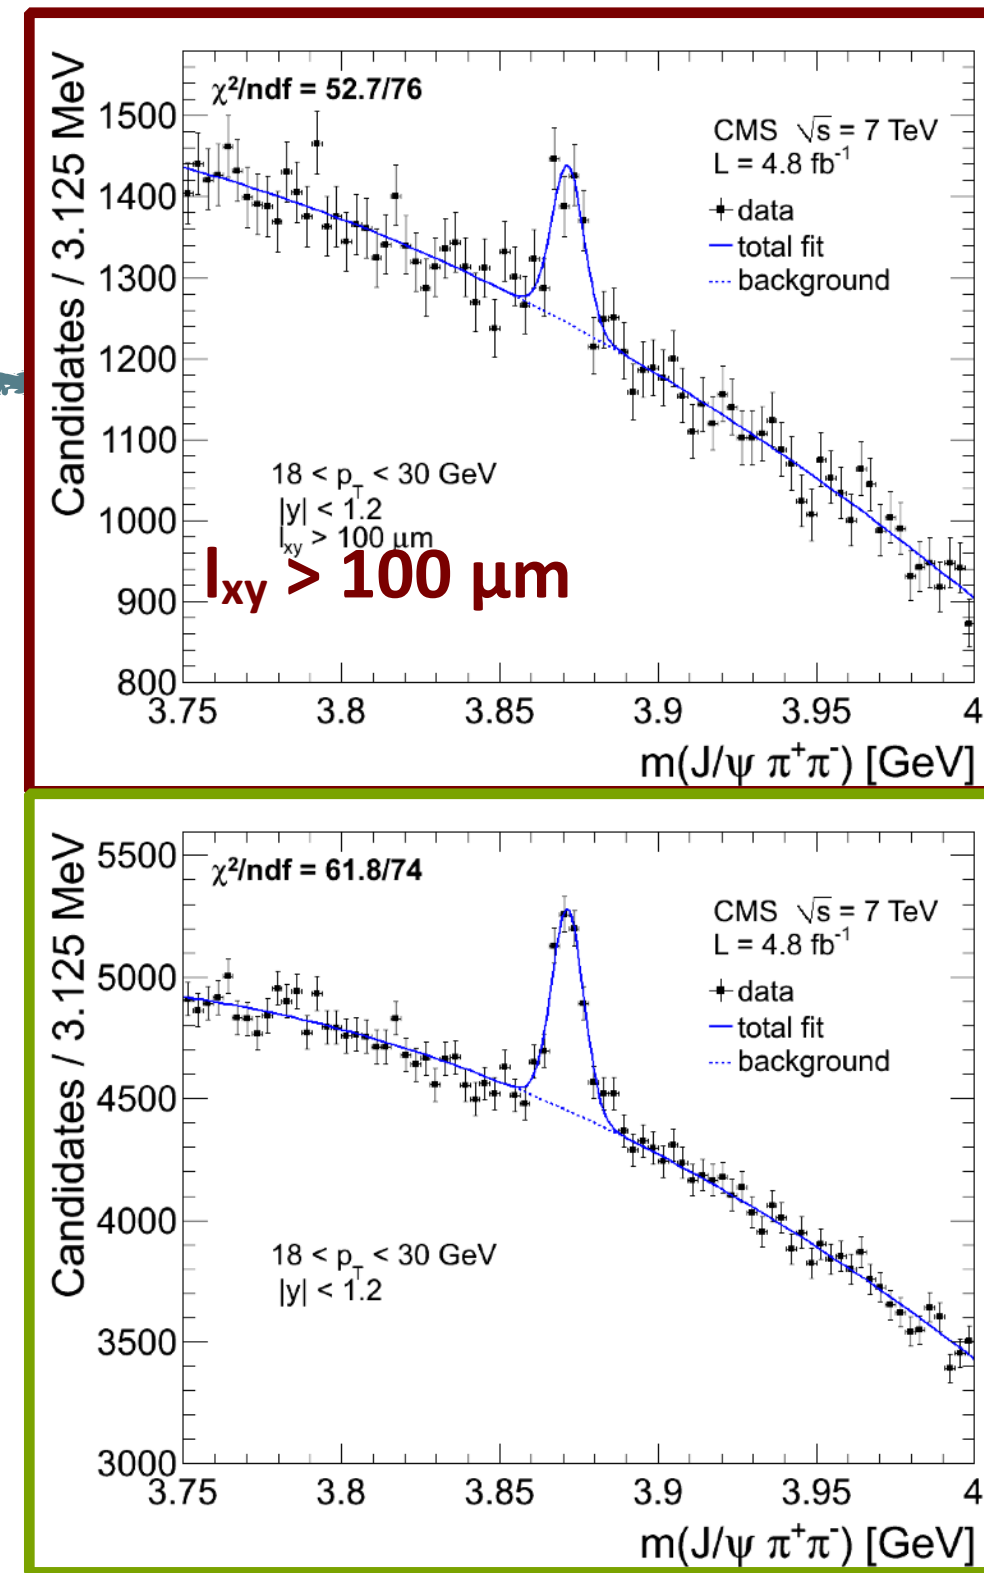 χ²/ndf = 52.7/76
CMS √s = 7 TeV
L = 4.8 fb⁻¹
data
total fit
background
Candidates / 3.125 MeV
1500
1400
1300
1200
1100
1000
900
800
18 < p_T < 30 GeV
|y| < 1.2
l_xy > 100 μm
l_xy > 100 μm
3.75 3.8 3.85 3.9 3.95 4
m(J/ψ π⁺π⁻) [GeV]
χ²/ndf = 61.8/74
CMS √s = 7 TeV
L = 4.8 fb⁻¹
data
total fit
background
Candidates / 3.125 MeV
5500
5000
4500
4000
3500
3000
18 < p_T < 30 GeV
|y| < 1.2
3.75 3.8 3.85 3.9 3.95 4
m(J/ψ π⁺π⁻) [GeV]